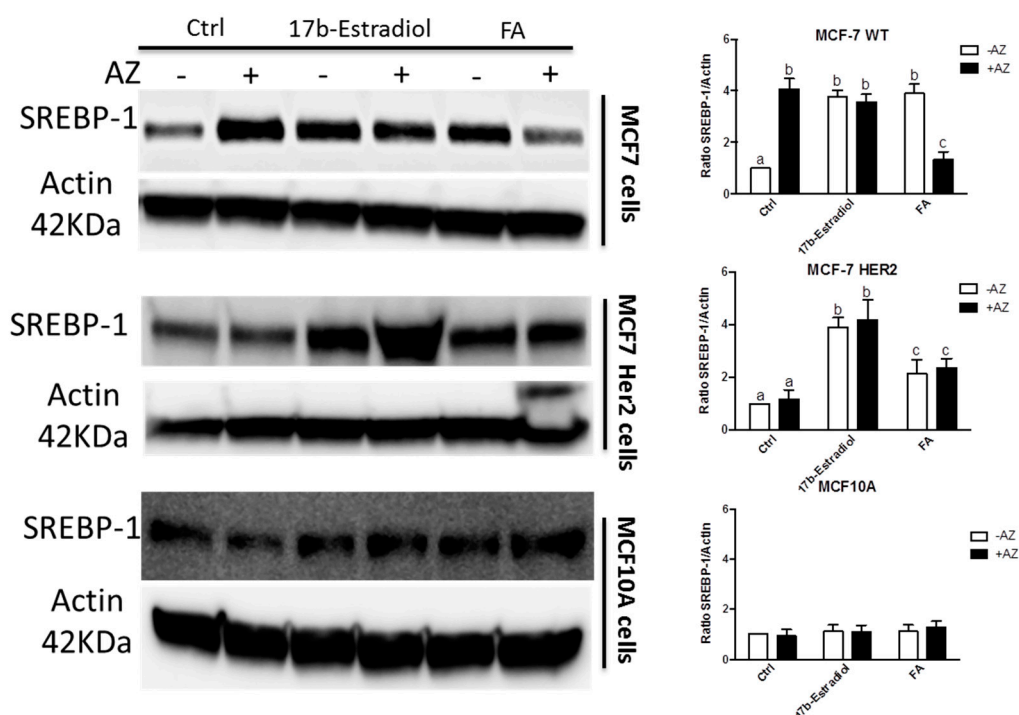 Ctrl 17b-Estradiol FA
AZ - + - + - +
SREBP-1
Actin
42KDa
MCF7 cells
SREBP-1
Actin
42KDa
MCF7 Her2 cells
SREBP-1
Actin
42KDa
MCF10A cells
MCF-7 WT
Ratio SREBP-1/Actin
6
4
2
0
a b b b b c
-AZ
+AZ
Ctrl 17b-Estradiol FA
MCF-7 HER2
Ratio SREBP-1/Actin
6
4
2
0
a a b b c c
-AZ
+AZ
Ctrl 17b-Estradiol FA
MCF10A
Ratio SREBP-1/Actin
6
4
2
0
-AZ
+AZ
Ctrl 17b-Estradiol FA